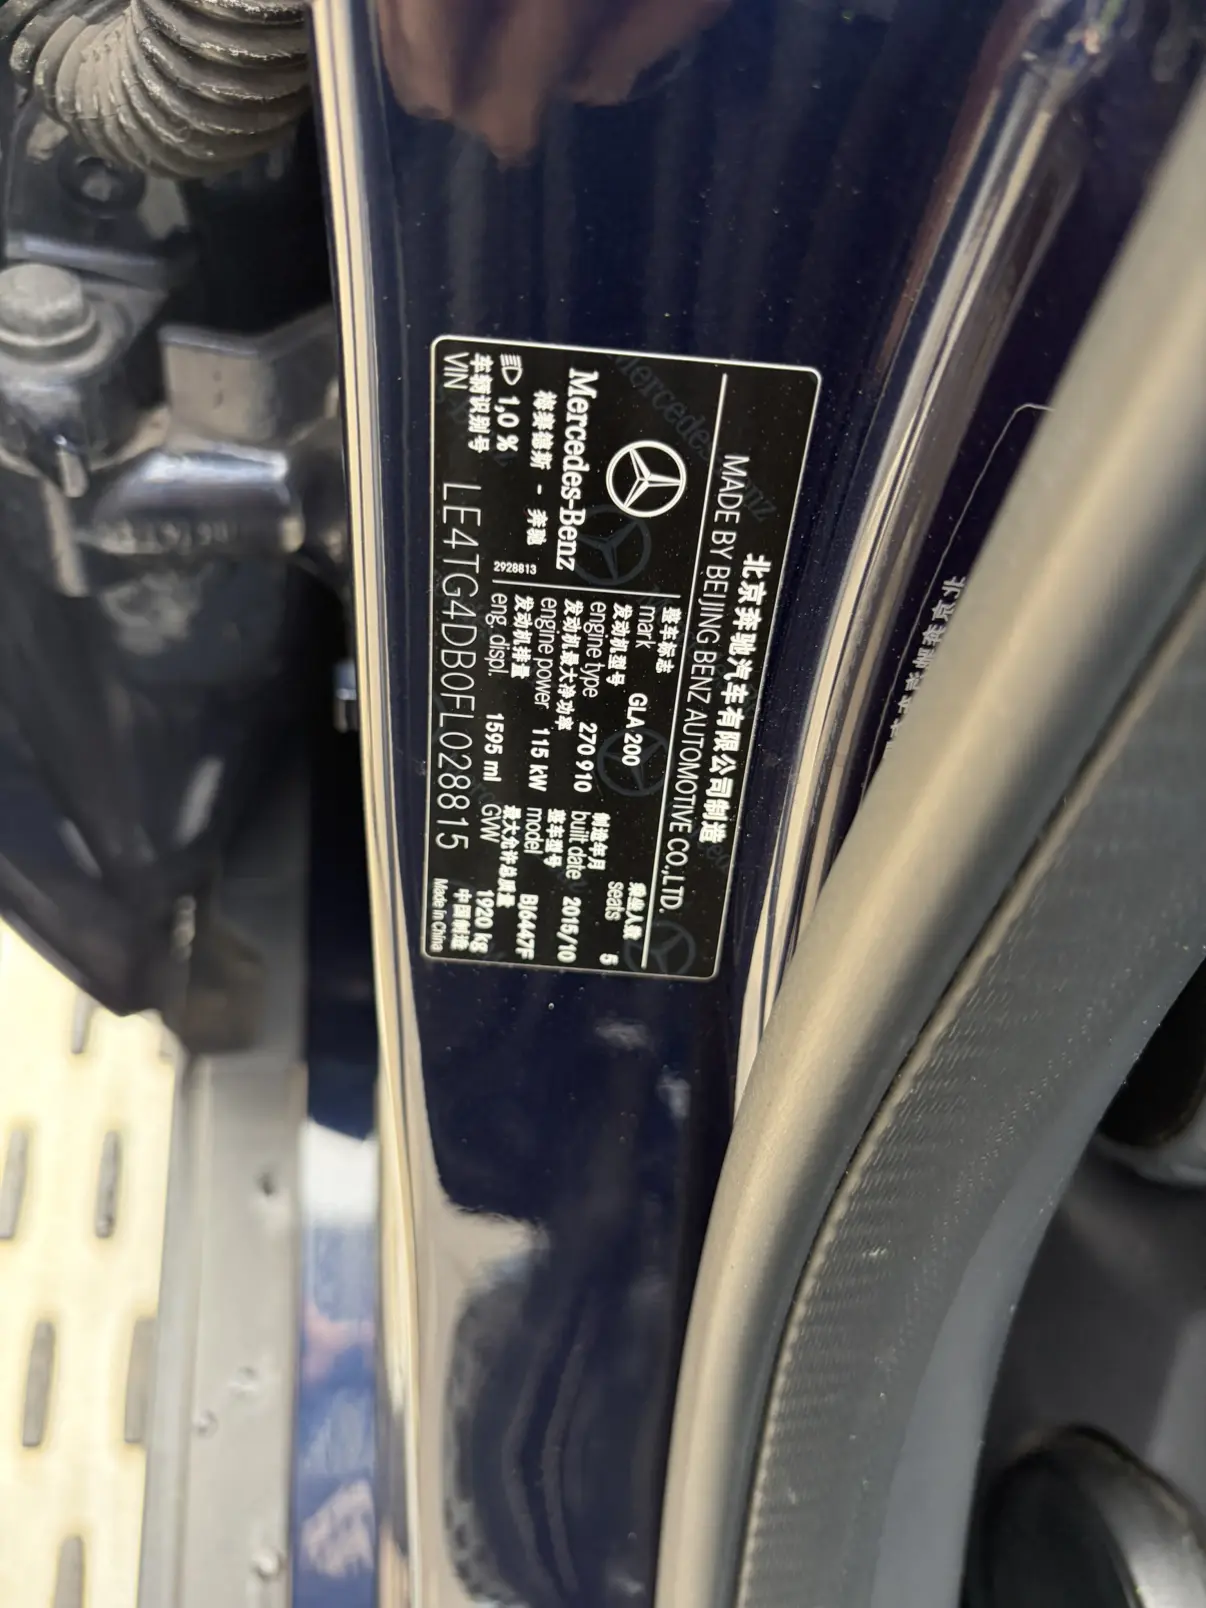 北京奔驰汽车有限公司制造
MADE BY BEIJING BENZ AUTOMOTIVE CO.,LTD.
Mercedes-Benz
梅赛德斯 - 奔驰
1,0 %
2928813
整车标志
mark GLA 200
乘坐人数
seats 5
发动机型号
engine type 270 910
制造年月
built date 2015/10
发动机最大净功率
engine power 115 kW
整车型号
model BJ6447F
发动机排量
eng. displ. 1595 ml
最大允许总质量
GVW 1920 kg
车辆识别号
VIN LE4TG4DB0FL028815
中国制造
Made in China